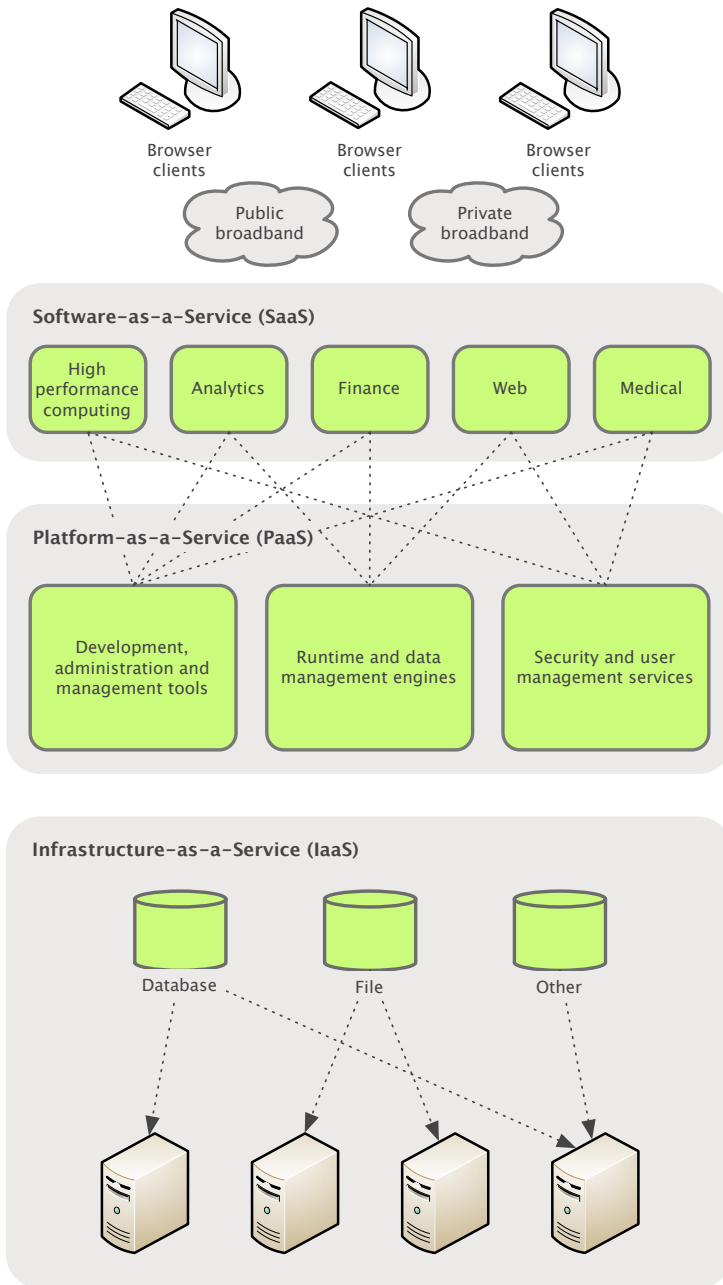 Browser
clients
Browser
clients
Browser
clients
Public
broadband
Private
broadband
Software-as-a-Service (SaaS)
High
performance
computing
Analytics
Finance
Web
Medical
Platform-as-a-Service (PaaS)
Development,
administration and
management tools
Runtime and data
management engines
Security and user
management services
Infrastructure-as-a-Service (IaaS)
Database
File
Other